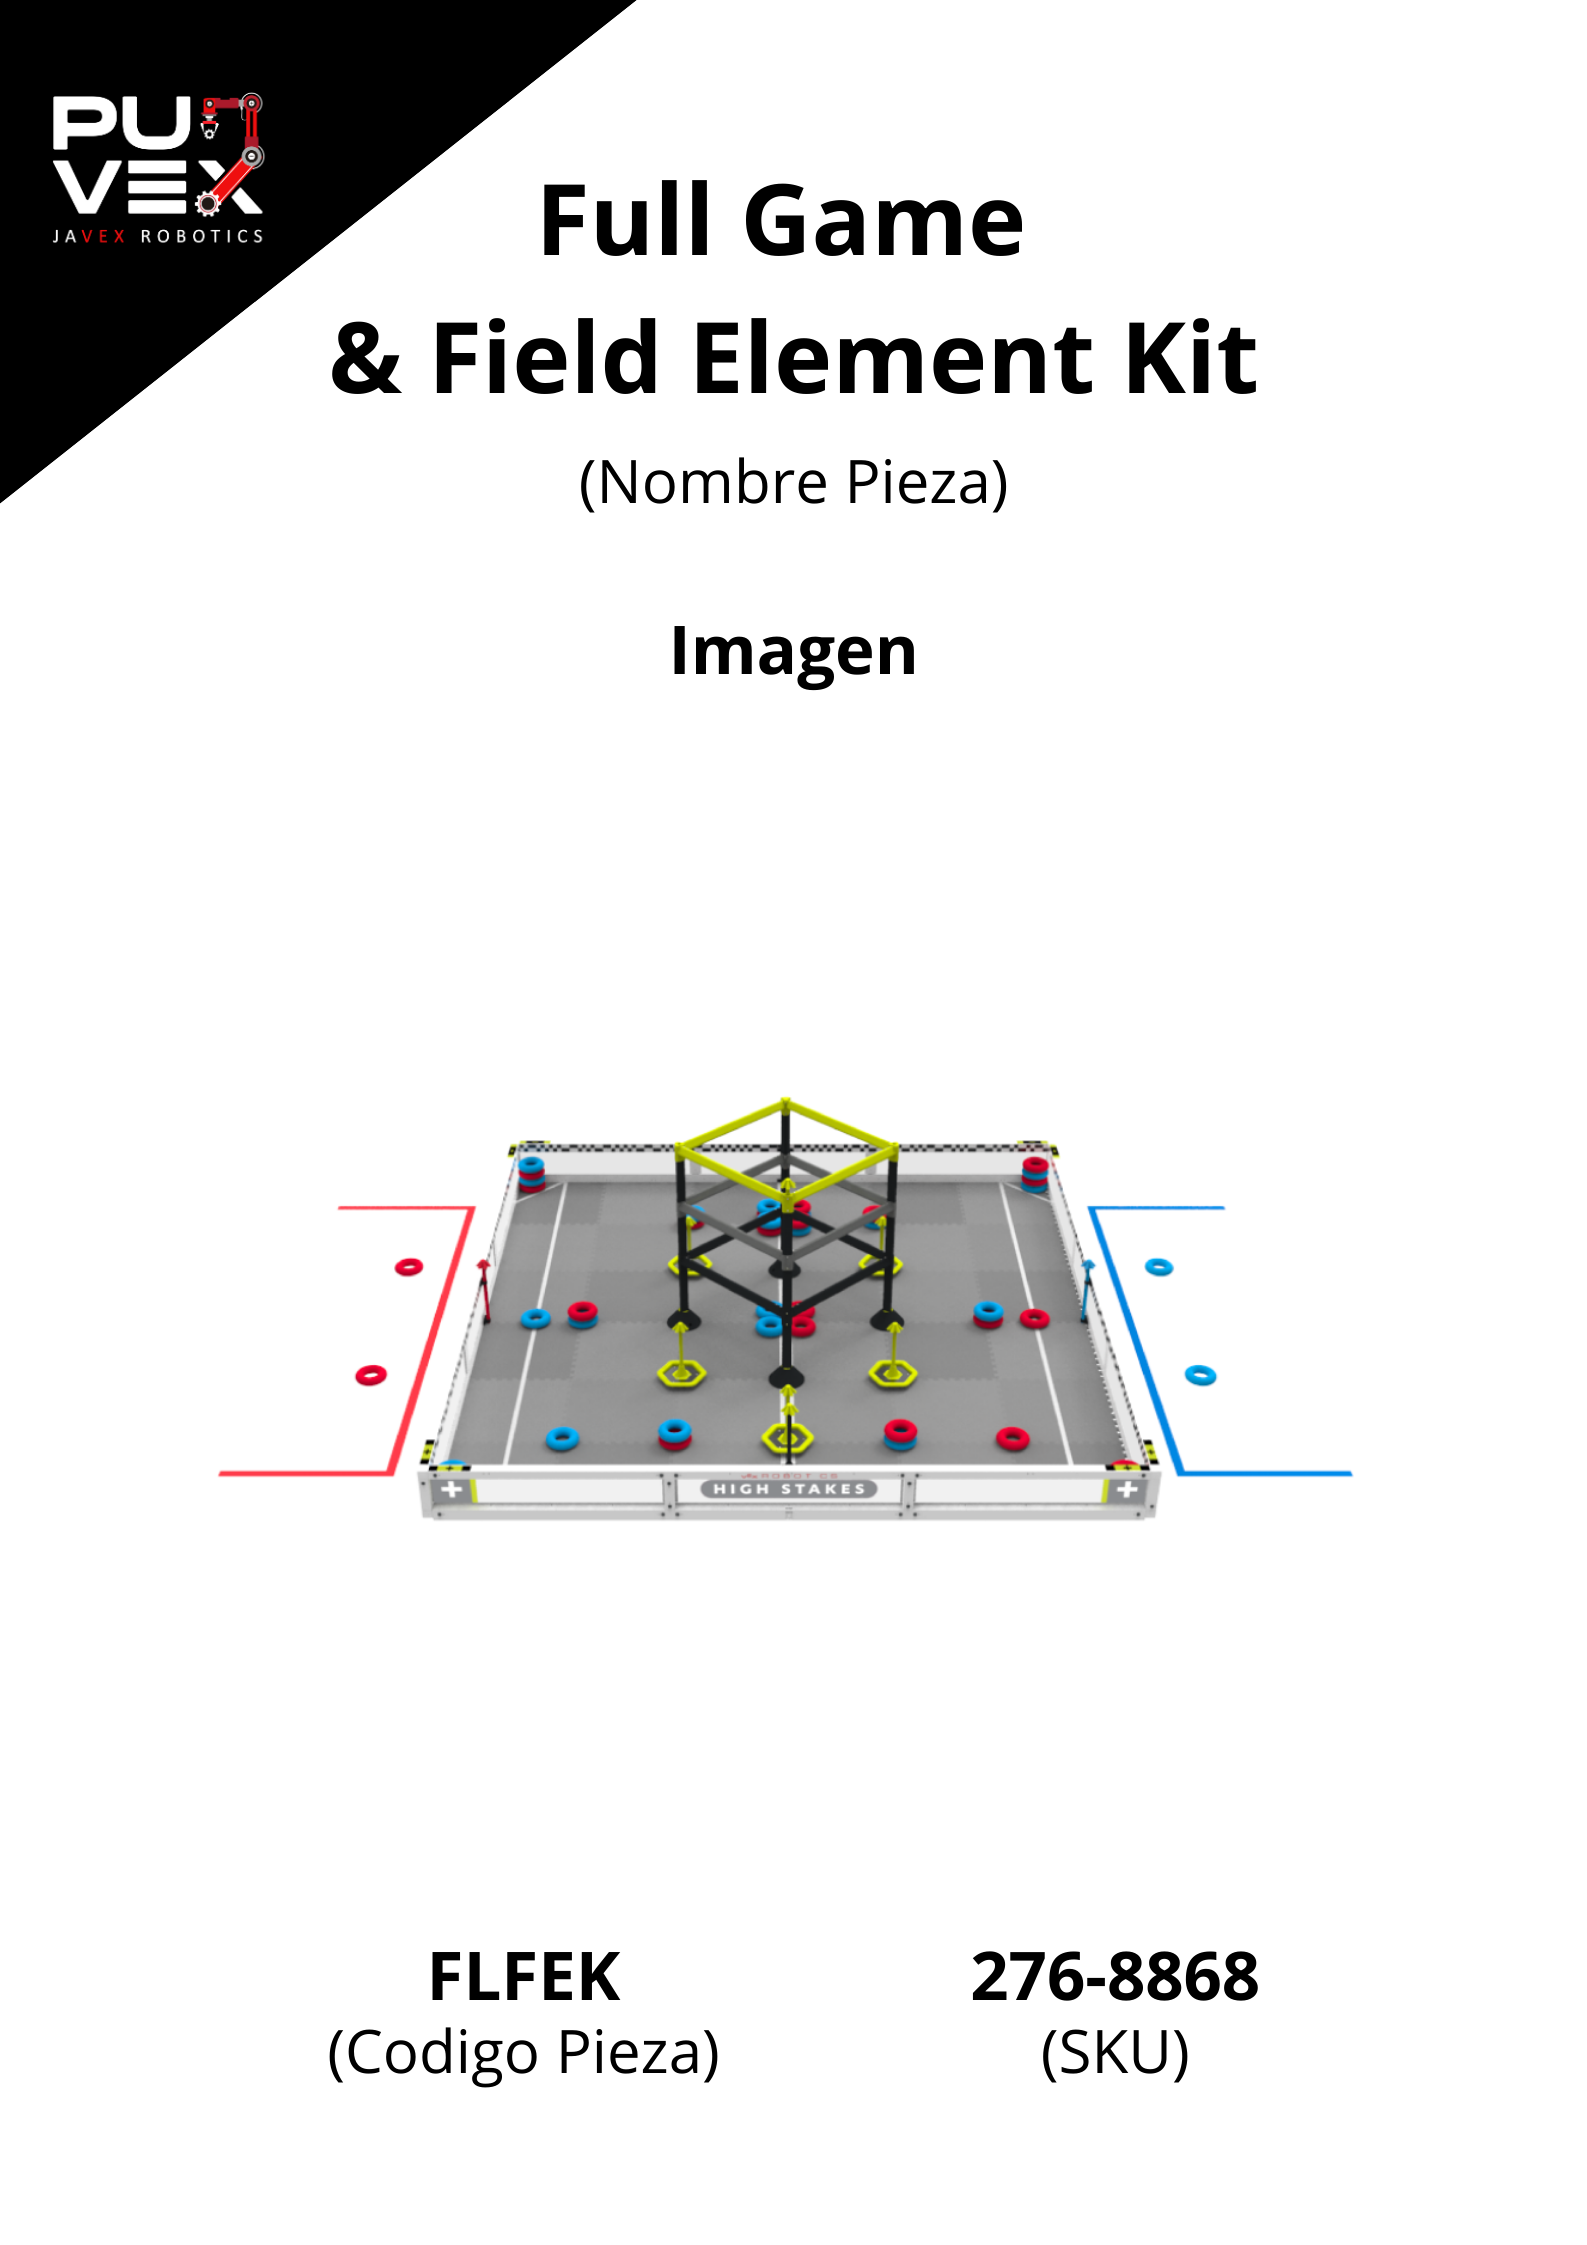 PU
VEX
JAVEX ROBOTICS
Full Game
& Field Element Kit
(Nombre Pieza)
Imagen
HIGH STAKES
FLFEK
(Codigo Pieza)
276-8868
(SKU)